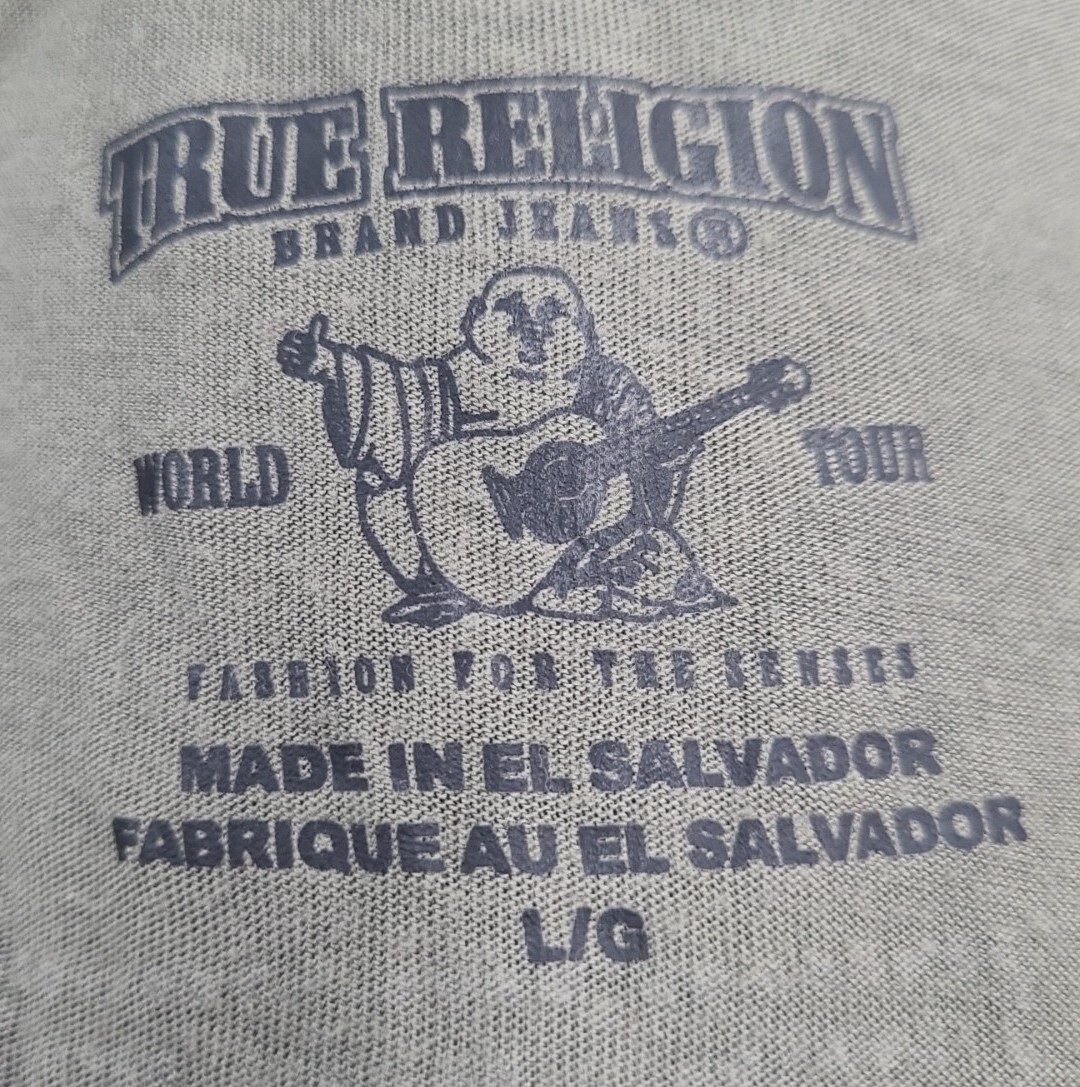 TRUE RELIGION
BRAND JEANS®
WORLD TOUR
FASHION FOR THE SENSES
MADE IN EL SALVADOR
FABRIQUE AU EL SALVADOR
L/G